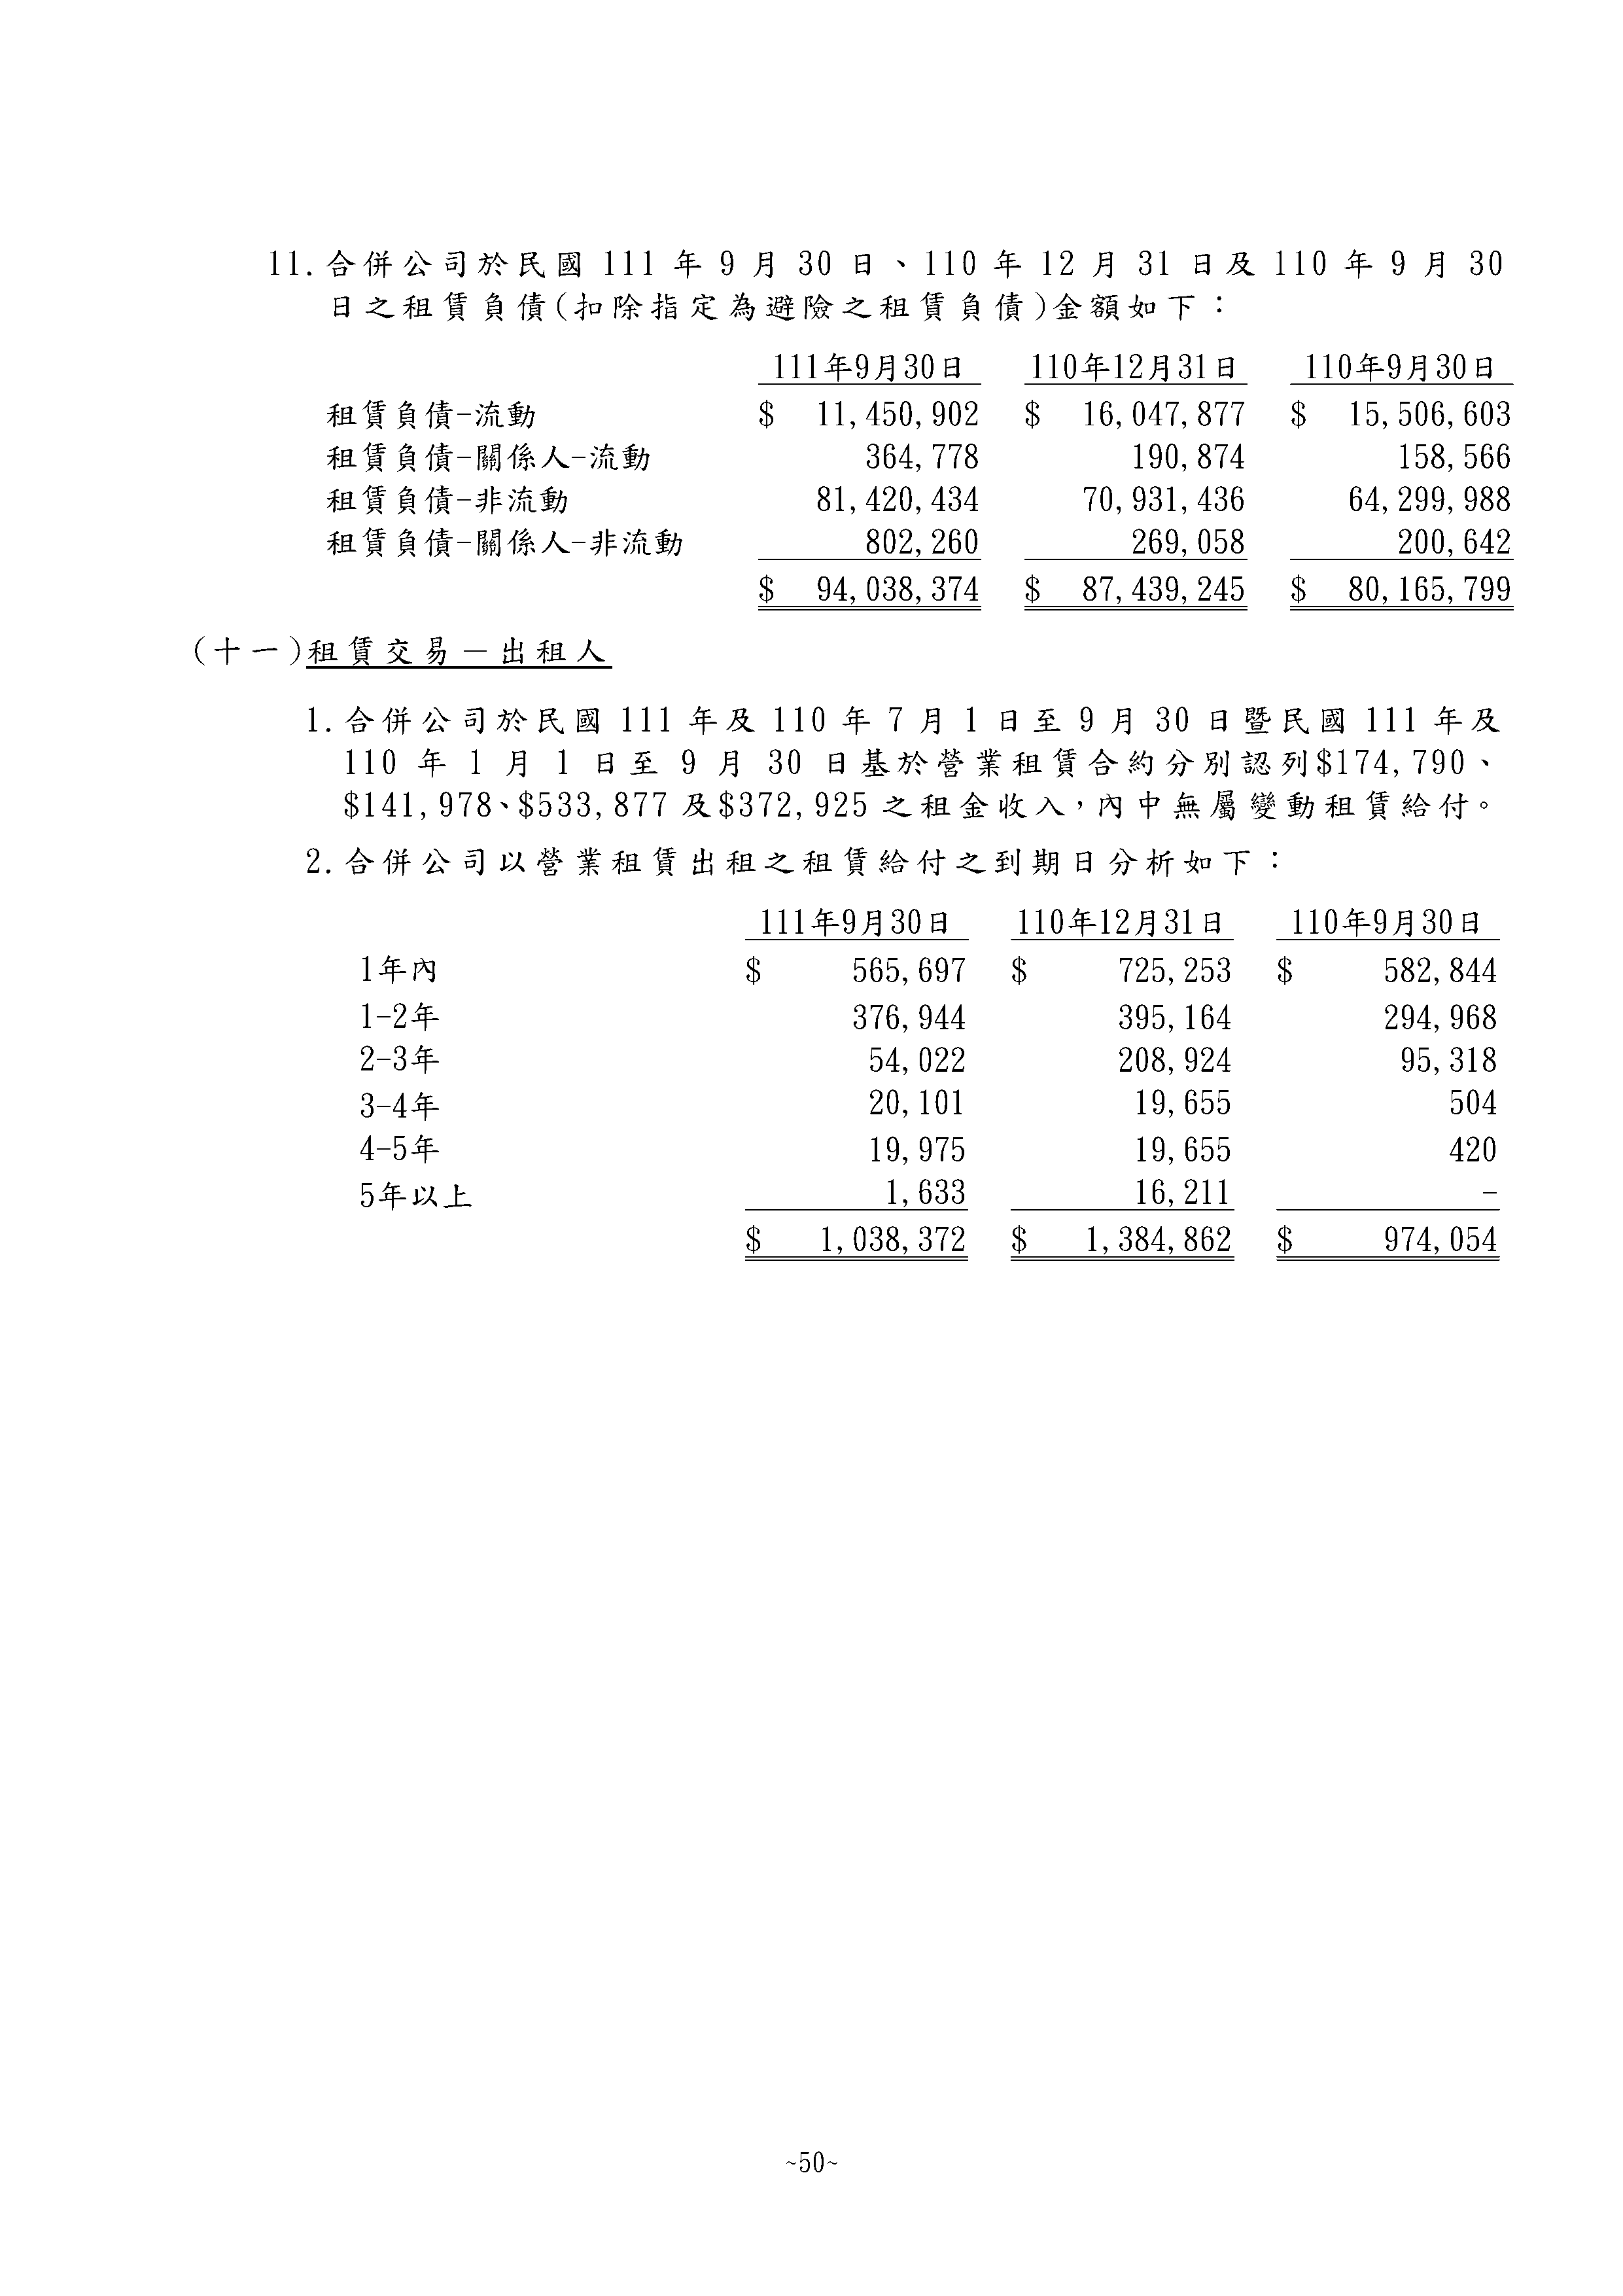 11.合併公司於民國 111 年 9 月 30 日、110 年 12 月 31 日及 110 年 9 月 30
日之租賃負債(扣除指定為避險之租賃負債)金額如下：
111年9月30日 110年12月31日 110年9月30日
租賃負債-流動 $ 11,450,902 $ 16,047,877 $ 15,506,603
租賃負債-關係人-流動 364,778 190,874 158,566
租賃負債-非流動 81,420,434 70,931,436 64,299,988
租賃負債-關係人-非流動 802,260 269,058 200,642
$ 94,038,374 $ 87,439,245 $ 80,165,799
(十一)租賃交易－出租人
1.合併公司於民國 111 年及 110 年 7 月 1 日至 9 月 30 日暨民國 111 年及
110 年 1 月 1 日至 9 月 30 日基於營業租賃合約分別認列$174,790、
$141,978、$533,877 及$372,925 之租金收入，內中無屬變動租賃給付。
2.合併公司以營業租賃出租之租賃給付之到期日分析如下：
111年9月30日 110年12月31日 110年9月30日
1年內 $ 565,697 $ 725,253 $ 582,844
1-2年 376,944 395,164 294,968
2-3年 54,022 208,924 95,318
3-4年 20,101 19,655 504
4-5年 19,975 19,655 420
5年以上 1,633 16,211 -
$ 1,038,372 $ 1,384,862 $ 974,054
~50~